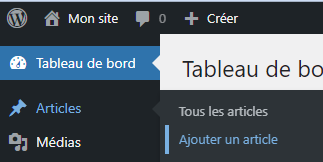 Mon site 0 Créer
Tableau de bord
Tableau de bo
Articles
Tous les articles
Ajouter un article
Médias